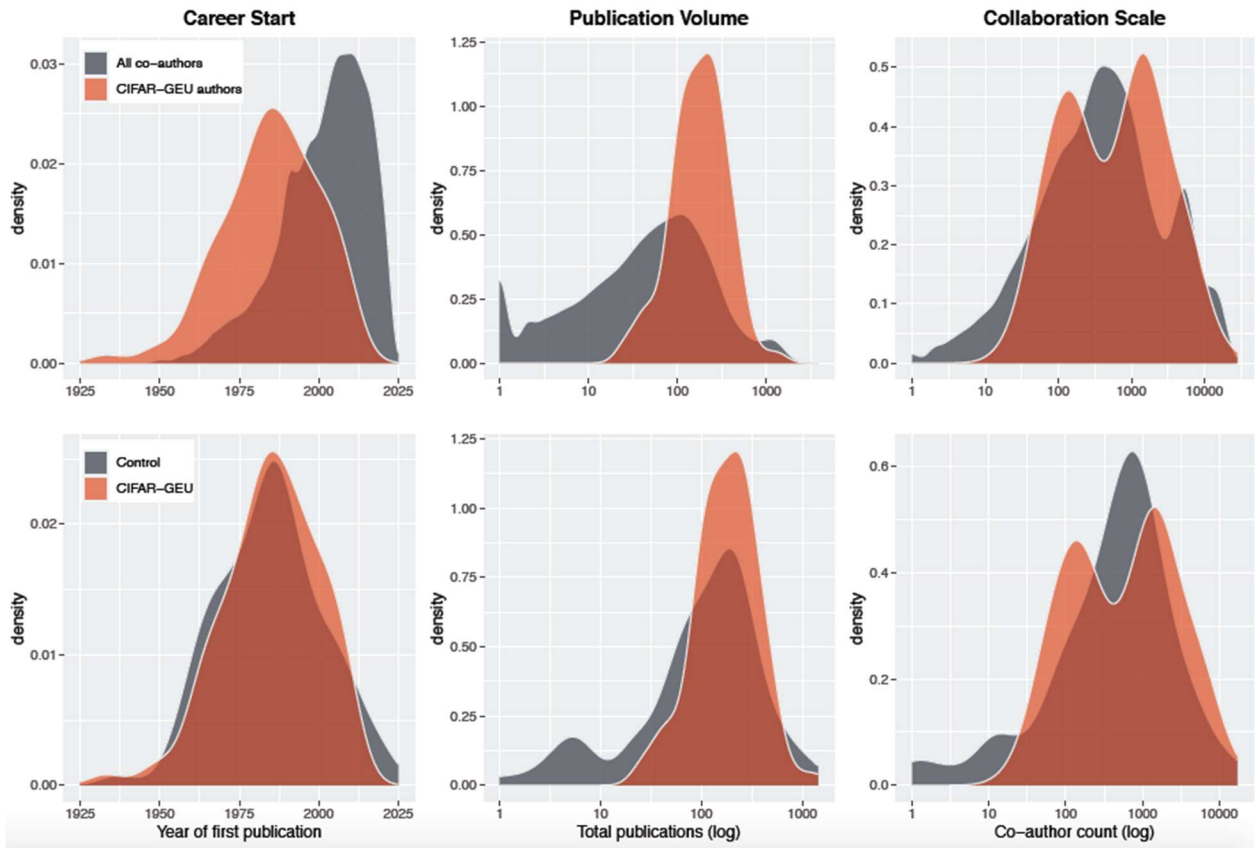 Career Start
Publication Volume
Collaboration Scale
All co-authors
CIFAR-GEU authors
density
0.03
0.02
0.01
0.00
1925 1950 1975 2000 2025
density
1.25
1.00
0.75
0.50
0.25
0.00
1 10 100 1000
density
0.5
0.4
0.3
0.2
0.1
0.0
1 10 100 1000 10000
Control
CIFAR-GEU
density
0.02
0.01
0.00
1925 1950 1975 2000 2025
Year of first publication
density
1.25
1.00
0.75
0.50
0.25
0.00
1 10 100 1000
Total publications (log)
density
0.6
0.4
0.2
0.0
1 10 100 1000 10000
Co-author count (log)